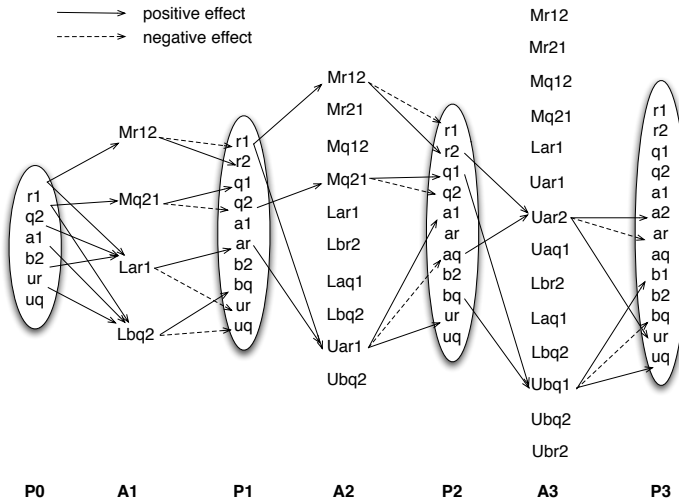 positive effect
negative effect
r1
q2
a1
b2
ur
uq
P0
Mr12
Mq21
Lar1
Lbq2
A1
r1
r2
q1
q2
a1
ar
b2
bq
ur
uq
P1
Mr12
Mr21
Mq12
Mq21
Lar1
Lbr2
Laq1
Lbq2
Uar1
Ubq2
A2
r1
r2
q1
q2
a1
ar
aq
b2
bq
ur
uq
P2
Mr12
Mr21
Mq12
Mq21
Lar1
Uar1
Uar2
Uaq1
Lbr2
Laq1
Lbq2
Ubq1
Ubq2
Ubr2
A3
r1
r2
q1
q2
a1
a2
ar
aq
b1
b2
bq
ur
uq
P3